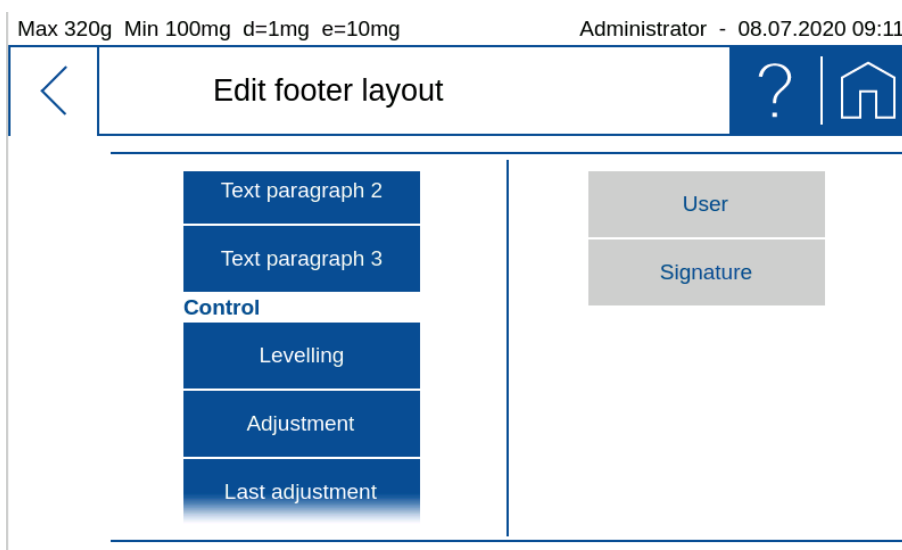 Max 320g Min 100mg d=1mg e=10mg Administrator - 08.07.2020 09:11
Edit footer layout ?
Text paragraph 2
Text paragraph 3
Control
Levelling
Adjustment
Last adjustment
User
Signature